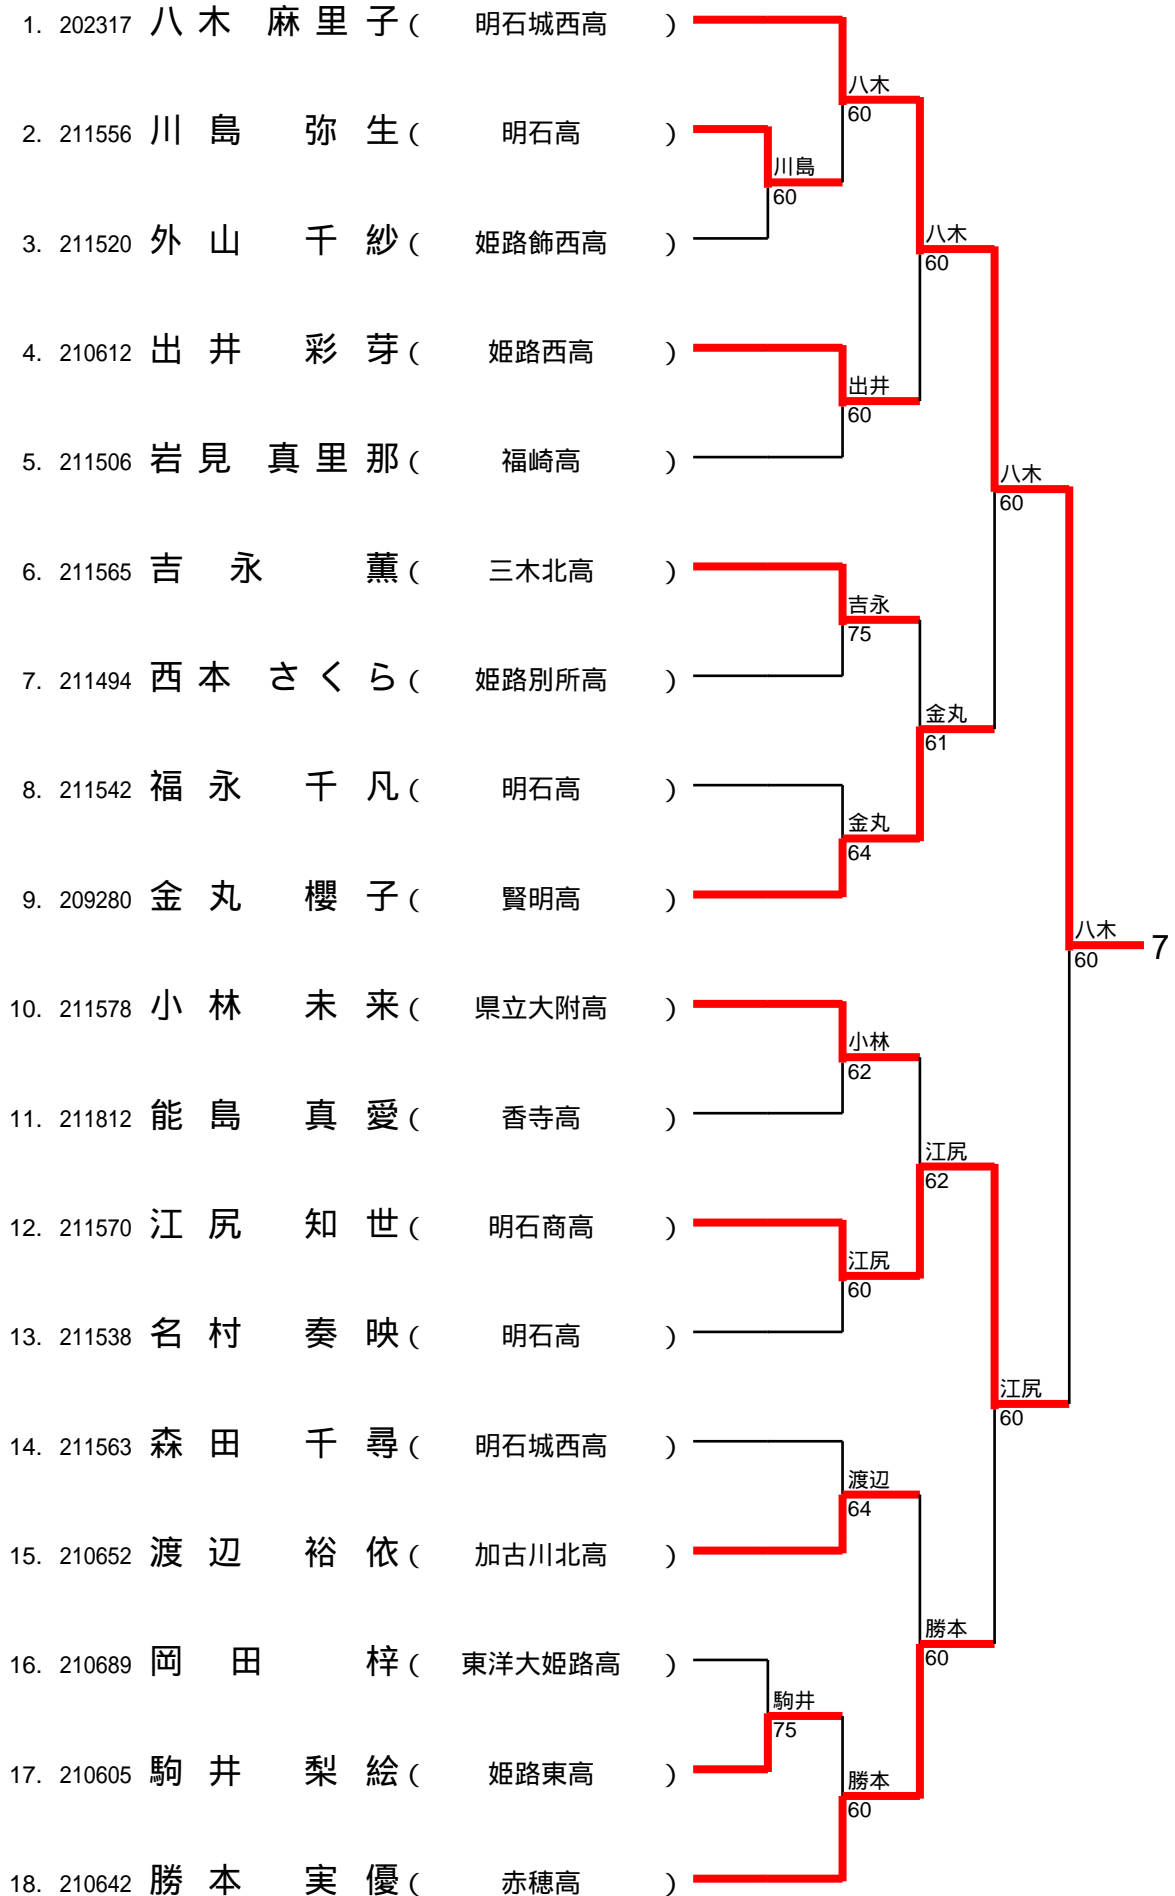 1. 202317 八木 麻里子 ( 明石城西高 )
八木
60
2. 211556 川島 弥生 ( 明石高 )
川島
60
3. 211520 外山 千紗 ( 姫路飾西高 )
八木
60
4. 210612 出井 彩芽 ( 姫路西高 )
出井
60
5. 211506 岩見 真里那 ( 福崎高 )
八木
60
6. 211565 吉永 薫 ( 三木北高 )
吉永
75
7. 211494 西本 さくら ( 姫路別所高 )
金丸
61
8. 211542 福永 千凡 ( 明石高 )
金丸
64
9. 209280 金丸 櫻子 ( 賢明高 )
八木
60
7
10. 211578 小林 未来 ( 県立大附高 )
小林
62
11. 211812 能島 真愛 ( 香寺高 )
江尻
62
12. 211570 江尻 知世 ( 明石商高 )
江尻
60
13. 211538 名村 奏映 ( 明石高 )
江尻
60
14. 211563 森田 千尋 ( 明石城西高 )
渡辺
64
15. 210652 渡辺 裕依 ( 加古川北高 )
勝本
60
16. 210689 岡田 梓 ( 東洋大姫路高 )
駒井
75
17. 210605 駒井 梨絵 ( 姫路東高 )
勝本
60
18. 210642 勝本 実優 ( 赤穂高 )